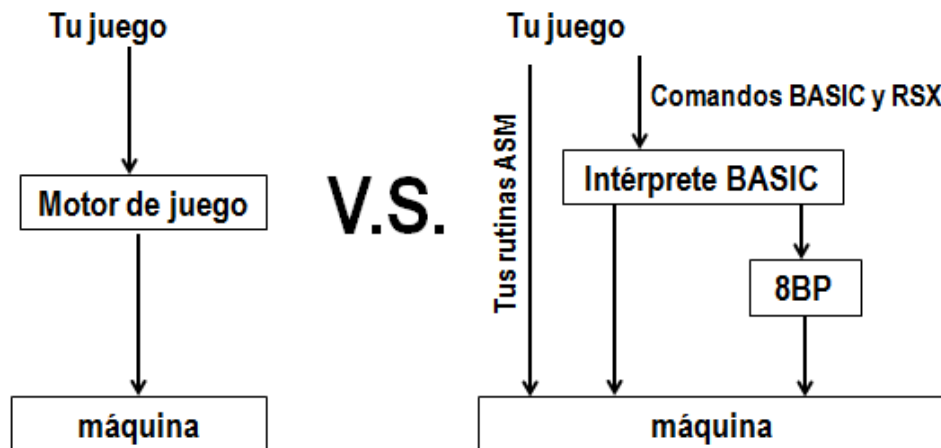 Tu juego
Motor de juego
máquina
V.S.
Tu juego
Tus rutinas ASM
Comandos BASIC y RSX
Intérprete BASIC
8BP
máquina